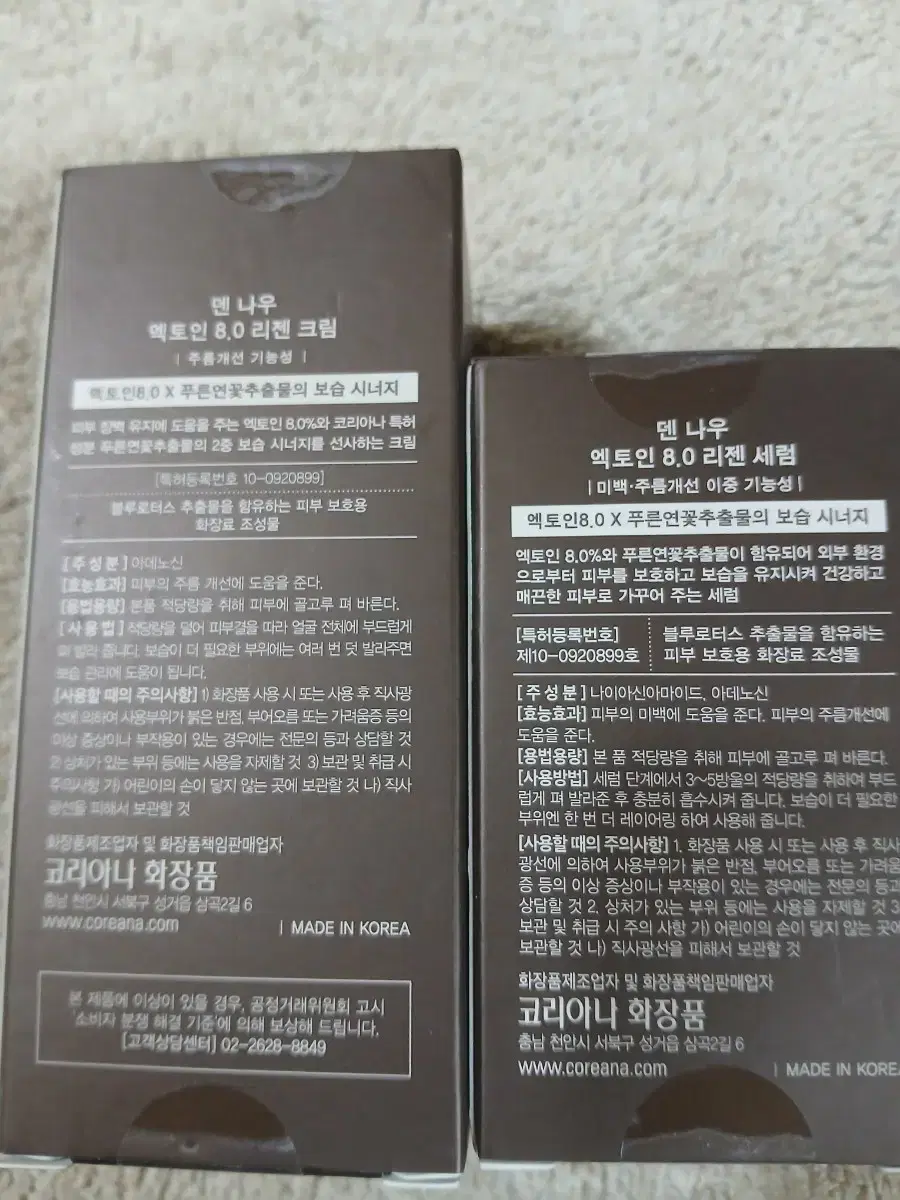 덴 나우
엑토인 8.0 리젠 크림
| 주름개선 기능성 |
엑토인8.0 X 푸른연꽃추출물의 보습 시너지
피부 장벽 유지에 도움을 주는 엑토인 8.0%와 코리아나 특허
성분 푸른연꽃추출물의 2중 보습 시너지를 선사하는 크림
[특허등록번호 10-0920899]
블루로터스 추출물을 함유하는 피부 보호용
화장료 조성물
[주 성 분] 아데노신
[효능효과] 피부의 주름 개선에 도움을 준다.
[용법용량] 본품 적당량을 취해 피부에 골고루 펴 바른다.
[사 용 법] 적당량을 덜어 피부결을 따라 얼굴 전체에 부드럽게
펴 발라 줍니다. 보습이 더 필요한 부위에는 여러 번 덧 발라주면
보습 관리에 도움이 됩니다.
[사용할 때의 주의사항] 1) 화장품 사용 시 또는 사용 후 직사광
선에 의하여 사용부위가 붉은 반점, 부어오름 또는 가려움증 등의
이상 증상이나 부작용이 있는 경우에는 전문의 등과 상담할 것
2) 상처가 있는 부위 등에는 사용을 자제할 것 3) 보관 및 취급 시
주의사항 가) 어린이의 손이 닿지 않는 곳에 보관할 것 나) 직사
광선을 피해서 보관할 것
화장품제조업자 및 화장품책임판매업자
코리아나 화장품
충남 천안시 서북구 성거읍 삼곡2길 6
www.coreana.com | MADE IN KOREA
본 제품에 이상이 있을 경우, 공정거래위원회 고시
'소비자 분쟁 해결 기준'에 의해 보상해 드립니다.
[고객상담센터] 02-2628-8849
덴 나우
엑토인 8.0 리젠 세럼
| 미백·주름개선 이중 기능성 |
엑토인8.0 X 푸른연꽃추출물의 보습 시너지
엑토인 8.0%와 푸른연꽃추출물이 함유되어 외부 환경
으로부터 피부를 보호하고 보습을 유지시켜 건강하고
매끈한 피부로 가꾸어 주는 세럼
[특허등록번호] 블루로터스 추출물을 함유하는
제10-0920899호 피부 보호용 화장료 조성물
[주 성 분] 나이아신아마이드, 아데노신
[효능효과] 피부의 미백에 도움을 준다. 피부의 주름개선에
도움을 준다.
[용법용량] 본 품 적당량을 취해 피부에 골고루 펴 바른다.
[사용방법] 세럼 단계에서 3~5방울의 적당량을 취하여 부드
럽게 펴 발라준 후 충분히 흡수시켜 줍니다. 보습이 더 필요한
부위엔 한 번 더 레이어링 하여 사용해 줍니다.
[사용할 때의 주의사항] 1. 화장품 사용 시 또는 사용 후 직사
광선에 의하여 사용부위가 붉은 반점, 부어오름 또는 가려움
증 등의 이상 증상이나 부작용이 있는 경우에는 전문의 등과
상담할 것 2. 상처가 있는 부위 등에는 사용을 자제할 것 3
보관 및 취급 시 주의 사항 가) 어린이의 손이 닿지 않는 곳에
보관할 것 나) 직사광선을 피해서 보관할 것
화장품제조업자 및 화장품책임판매업자
코리아나 화장품
충남 천안시 서북구 성거읍 삼곡2길 6
www.coreana.com | MADE IN KOREA